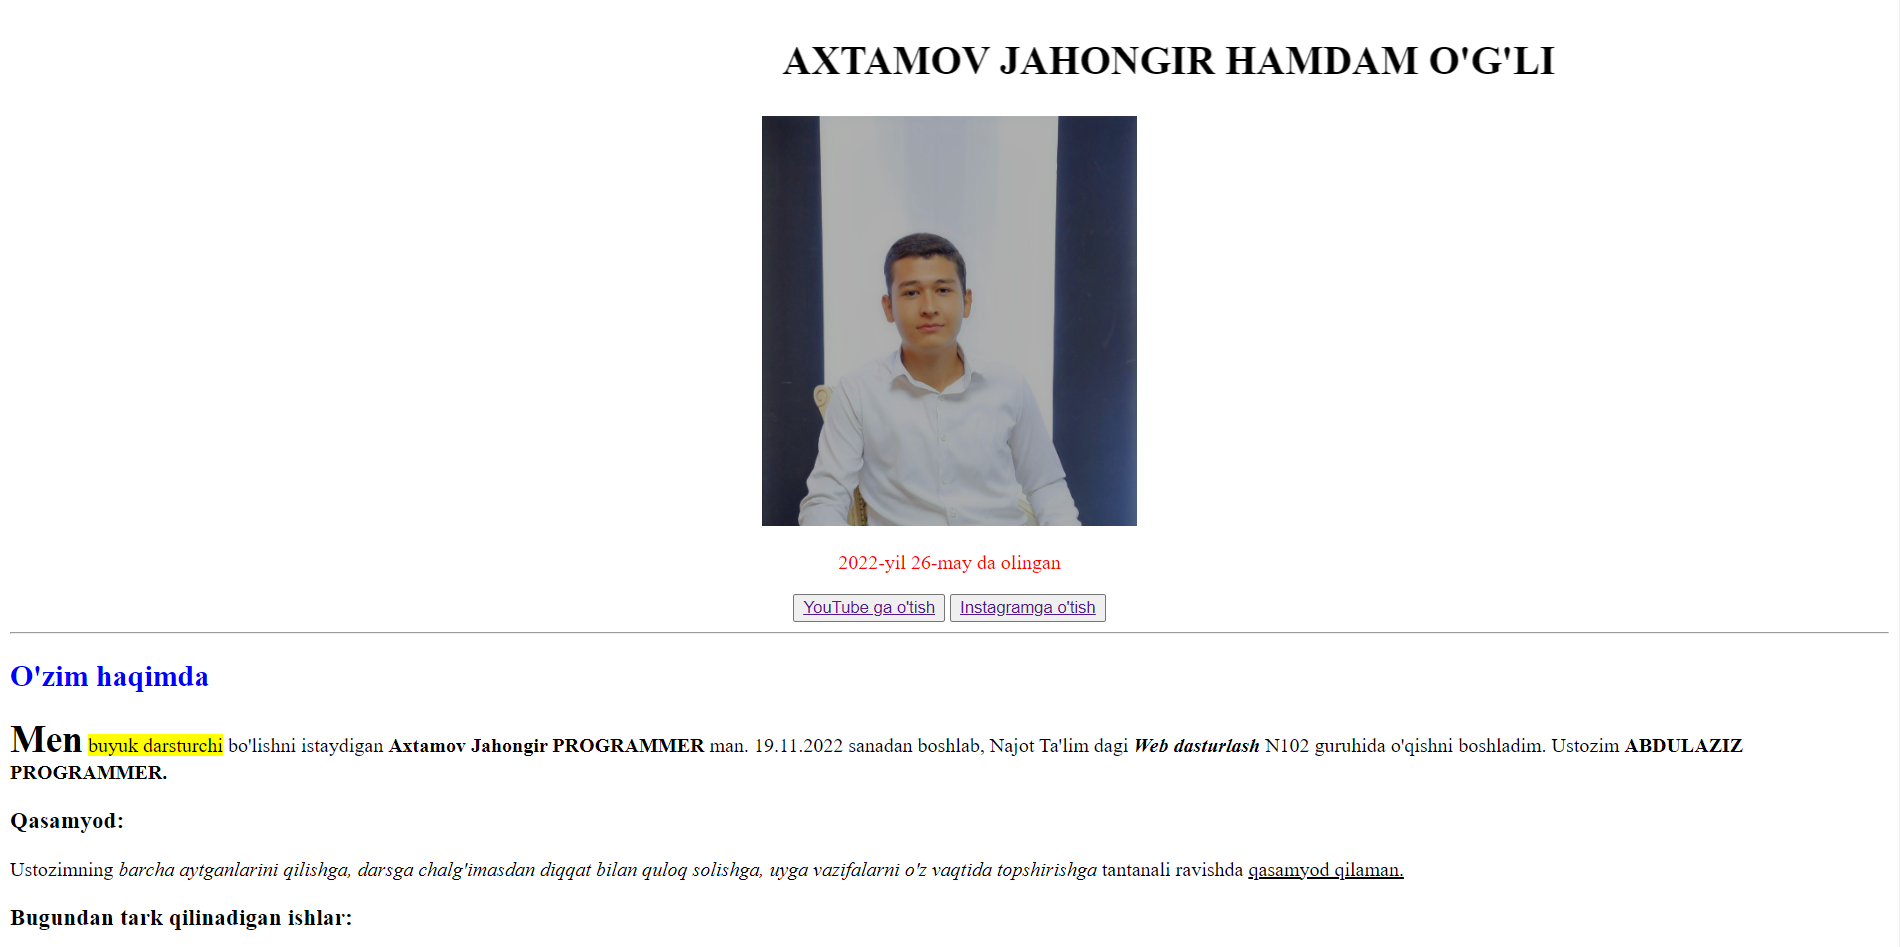 AXTAMOV JAHONGIR HAMDAM O'G'LI
2022-yil 26-may da olingan
YouTube ga o'tish Instagramga o'tish
O'zim haqimda
Men buyuk darsturchi bo'lishni istaydigan Axtamov Jahongir PROGRAMMER man. 19.11.2022 sanadan boshlab, Najot Ta'lim dagi Web dasturlash N102 guruhida o'qishni boshladim. Ustozim ABDULAZIZ
PROGRAMMER.
Qasamyod:
Ustozimning barcha aytganlarini qilishga, darsga chalg'imasdan diqqat bilan quloq solishga, uyga vazifalarni o'z vaqtida topshirishga tantanali ravishda qasamyod qilaman.
Bugundan tark qilinadigan ishlar: